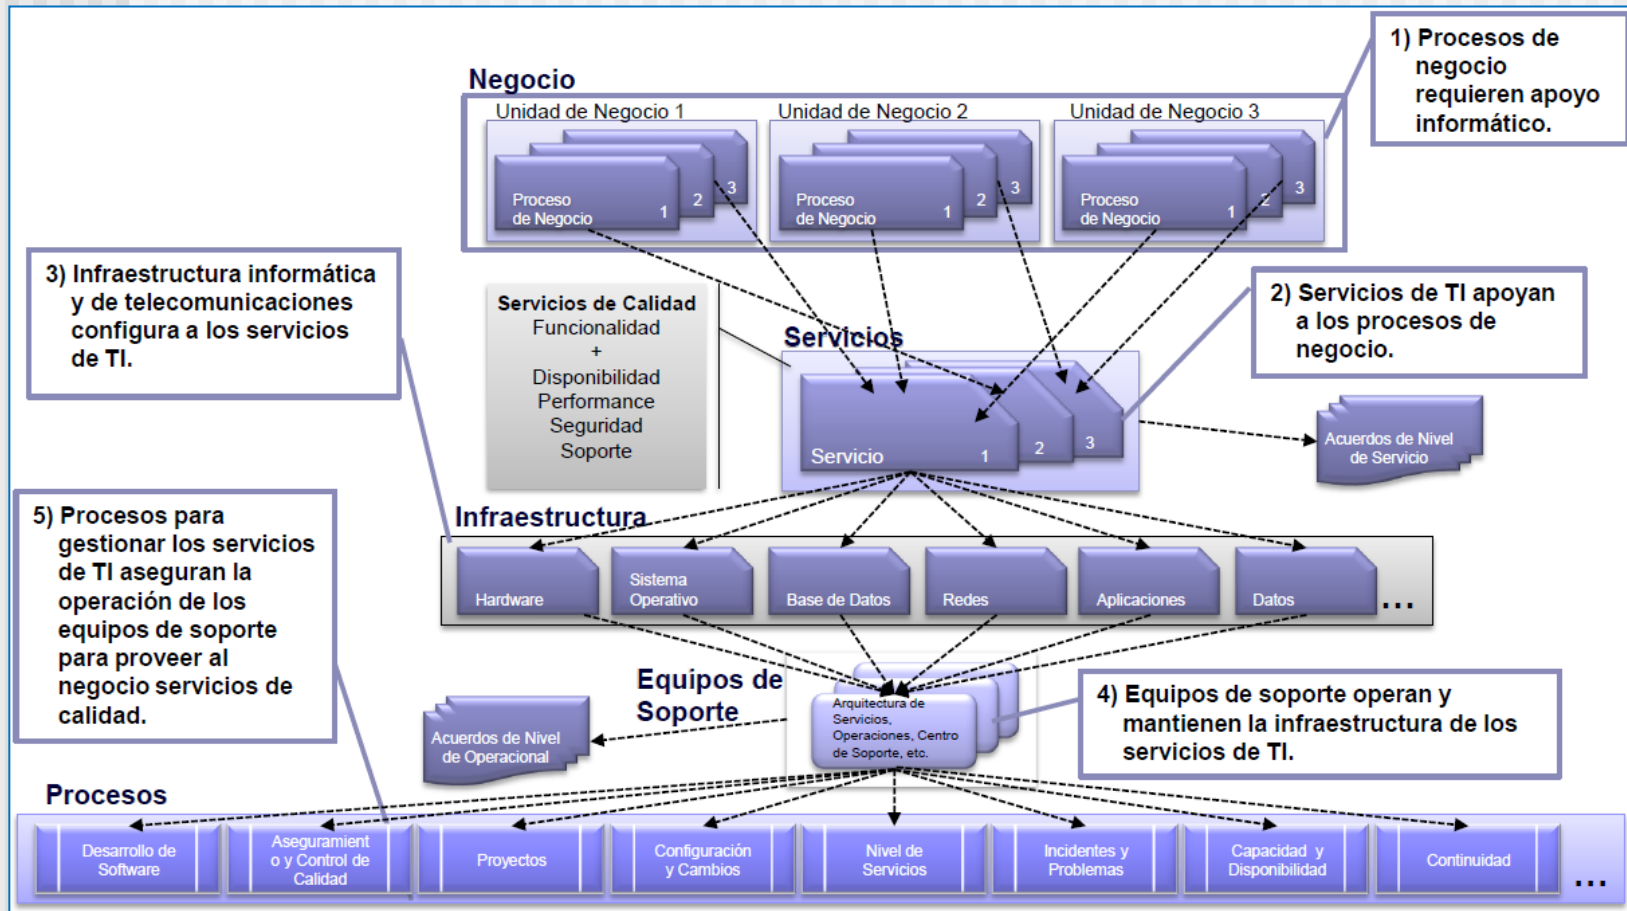 1) Procesos de
negocio
requieren apoyo
informático.
Negocio
Unidad de Negocio 1
Unidad de Negocio 2
Unidad de Negocio 3
Proceso
de Negocio
1
2
3
Proceso
de Negocio
1
2
3
Proceso
de Negocio
1
2
3
3) Infraestructura informática
y de telecomunicaciones
configura a los servicios
de TI.
Servicios de Calidad
Funcionalidad
+
Disponibilidad
Performance
Seguridad
Soporte
2) Servicios de TI apoyan
a los procesos de
negocio.
Servicios
Servicio
1
2
3
Acuerdos de Nivel
de Servicio
5) Procesos para
gestionar los servicios
de TI aseguran la
operación de los
equipos de soporte
para proveer al
negocio servicios de
calidad.
Infraestructura
Hardware
Sistema
Operativo
Base de Datos
Redes
Aplicaciones
Datos
...
Equipos de
Soporte
Arquitectura de
Servicios,
Operaciones, Centro
de Soporte, etc.
4) Equipos de soporte operan y
mantienen la infraestructura de los
servicios de TI.
Acuerdos de Nivel
de Operacional
Procesos
Desarrollo de
Software
Aseguramient
o y Control de
Calidad
Proyectos
Configuración
y Cambios
Nivel de
Servicios
Incidentes y
Problemas
Capacidad y
Disponibilidad
Continuidad
...